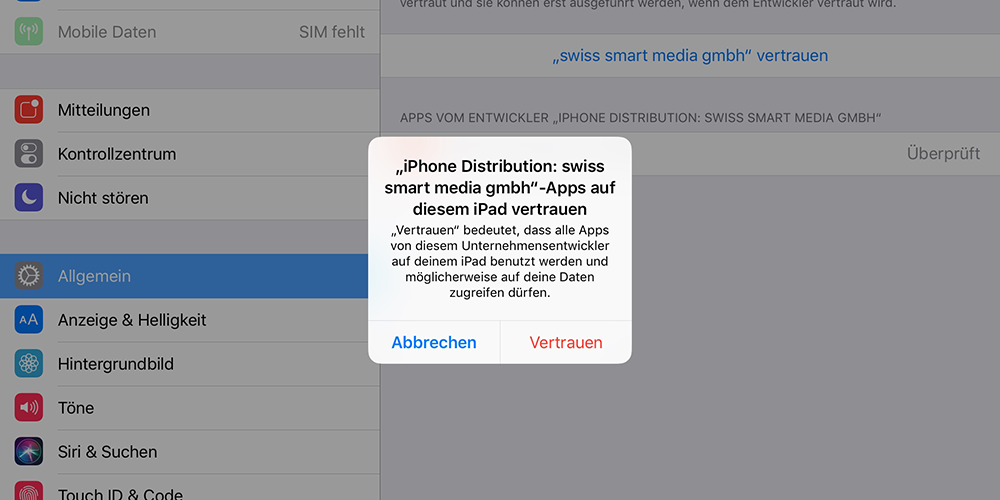 vertraut und sie können erst ausgeführt werden, wenn dem Entwickler vertraut wird.
Mobile Daten SIM fehlt
„swiss smart media gmbh“ vertrauen
Mitteilungen
APPS VOM ENTWICKLER „IPHONE DISTRIBUTION: SWISS SMART MEDIA GMBH“
Kontrollzentrum
Überprüft
Nicht stören
Allgemein
AA Anzeige & Helligkeit
Hintergrundbild
Töne
Siri & Suchen
Touch ID & Code
„iPhone Distribution: swiss
smart media gmbh“-Apps auf
diesem iPad vertrauen
„Vertrauen“ bedeutet, dass alle Apps
von diesem Unternehmensentwickler
auf deinem iPad benutzt werden und
möglicherweise auf deine Daten
zugreifen dürfen.
Abbrechen Vertrauen